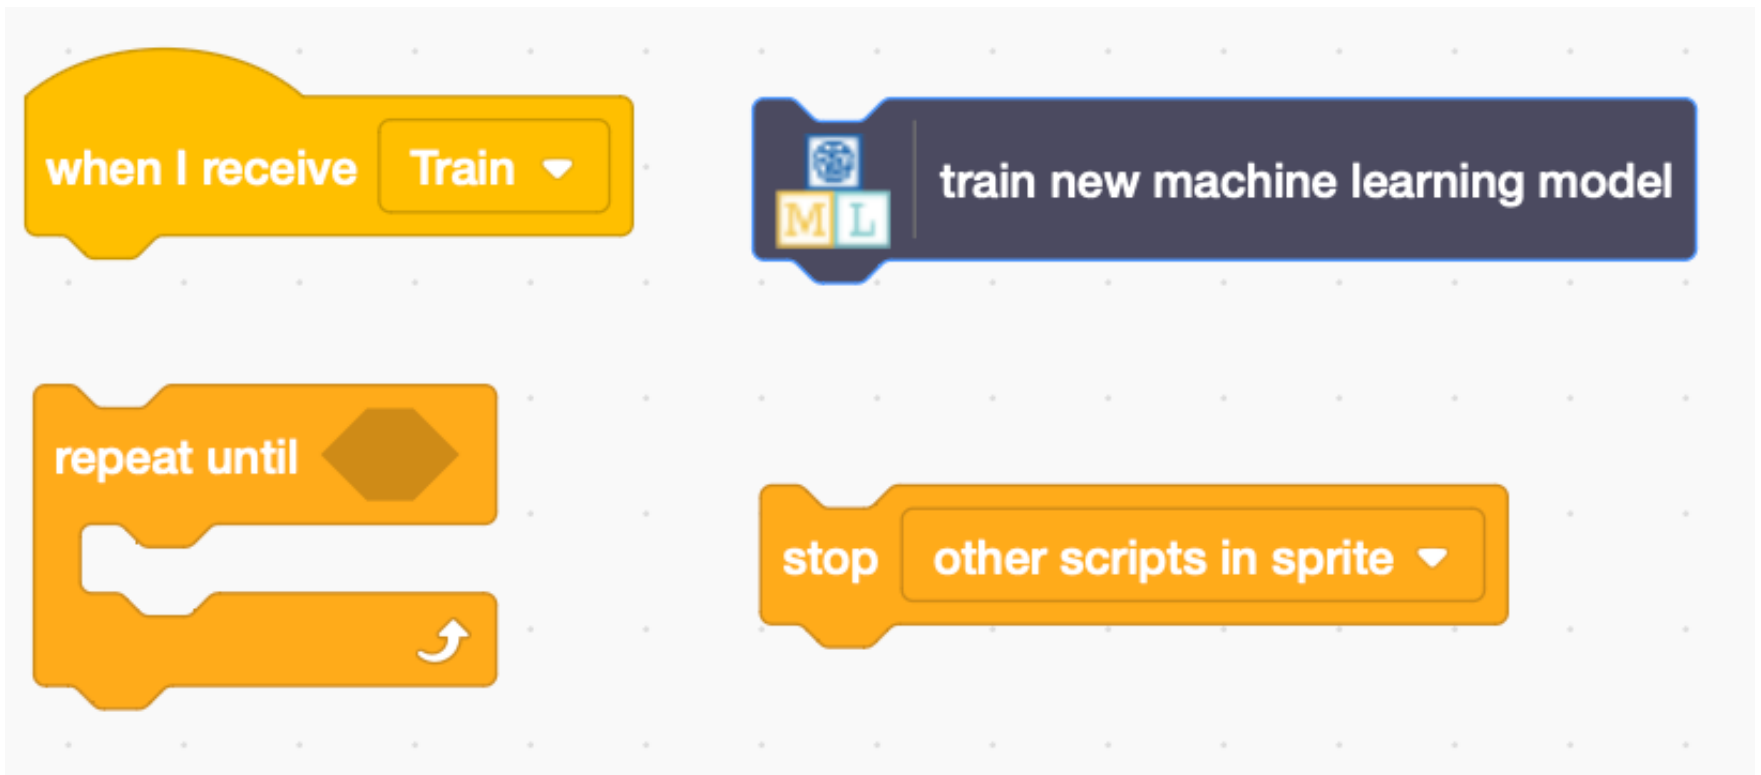 when I receive Train
M L train new machine learning model
repeat until
stop other scripts in sprite